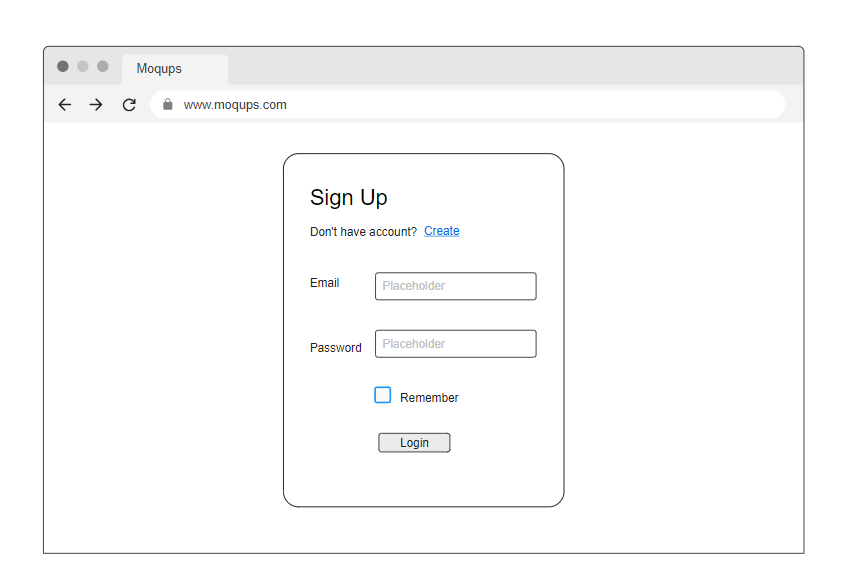 Moqups
www.moqups.com
Sign Up
Don't have account? Create
Email Placeholder
Password Placeholder
Remember
Login